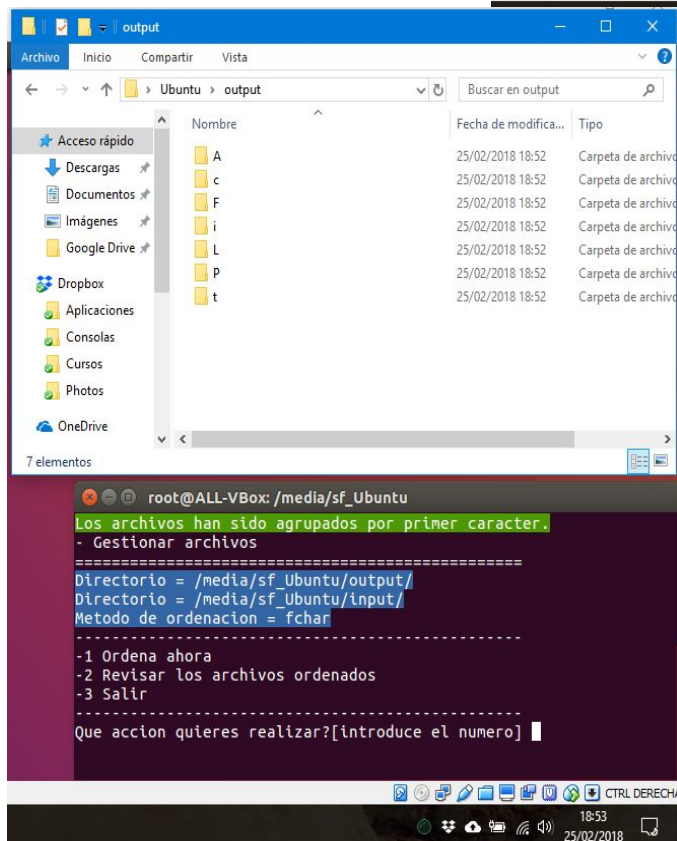 output
Archivo Inicio Compartir Vista
Ubuntu > output Buscar en output
Nombre Fecha de modifica... Tipo
Acceso rápido
Descargas
Documentos
Imágenes
Google Drive
Dropbox
Aplicaciones
Consolas
Cursos
Photos
OneDrive
A 25/02/2018 18:52 Carpeta de archivo
c 25/02/2018 18:52 Carpeta de archivo
F 25/02/2018 18:52 Carpeta de archivo
i 25/02/2018 18:52 Carpeta de archivo
L 25/02/2018 18:52 Carpeta de archivo
P 25/02/2018 18:52 Carpeta de archivo
t 25/02/2018 18:52 Carpeta de archivo
7 elementos
root@ALL-VBox: /media/sf_Ubuntu
Los archivos han sido agrupados por primer caracter.
- Gestionar archivos
=================================================
Directorio = /media/sf_Ubuntu/output/
Directorio = /media/sf_Ubuntu/input/
Metodo de ordenacion = fchar
-------------------------------------------------
-1 Ordena ahora
-2 Revisar los archivos ordenados
-3 Salir
-------------------------------------------------
Que accion quieres realizar?[introduce el numero]
CTRL DERECHA
18:53
25/02/2018